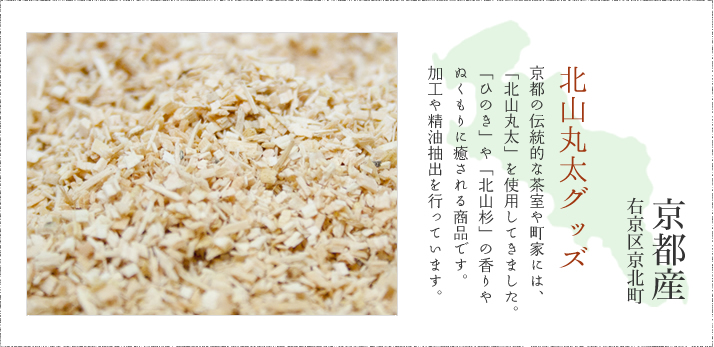 京都産
右京区京北町
北山丸太グッズ
京都の伝統的な茶室や町家には、
「北山丸太」を使用してきました。
「ひのき」や「北山杉」の香りや
ぬくもりに癒される商品です。
加工や精油抽出を行っています。